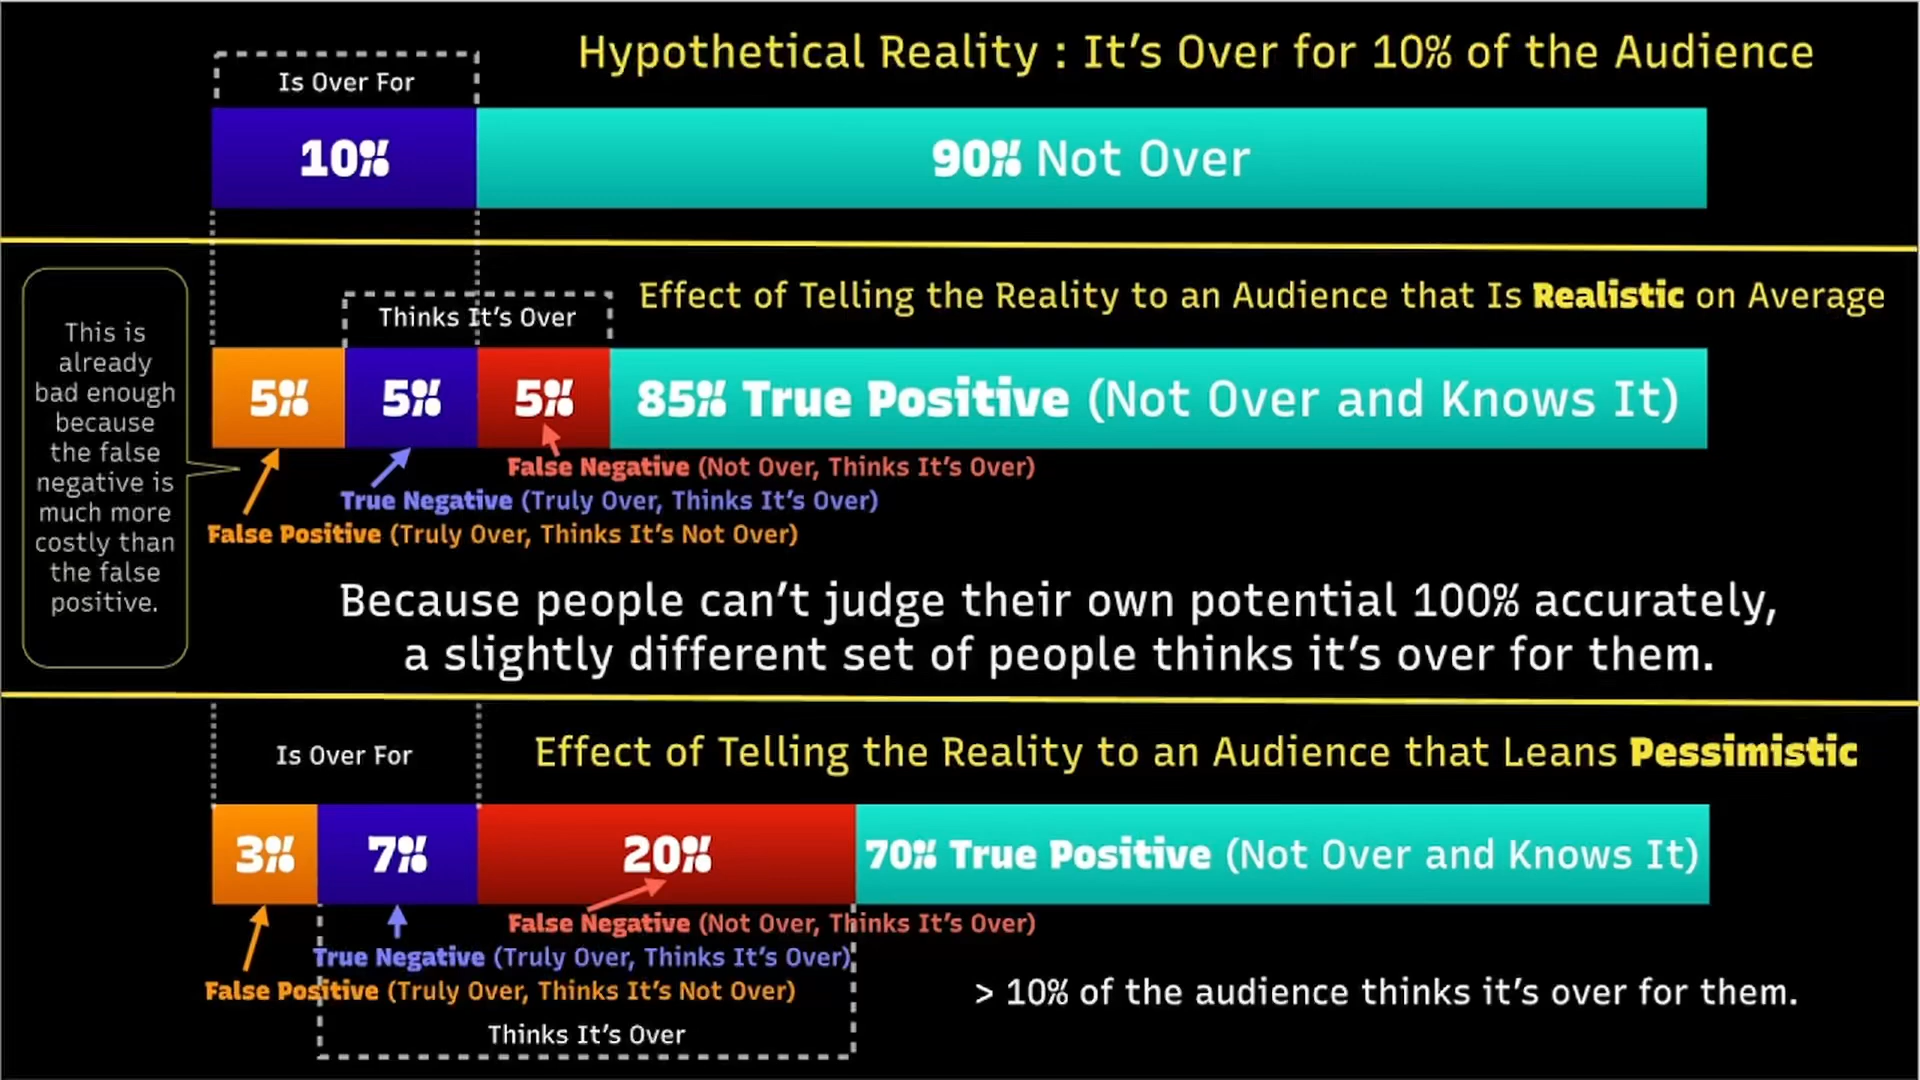 Hypothetical Reality : It's Over for 10% of the Audience
Is Over For
10%
90% Not Over
Effect of Telling the Reality to an Audience that Is Realistic on Average
Thinks It's Over
5%
5%
5%
85% True Positive (Not Over and Knows It)
False Negative (Not Over, Thinks It's Over)
True Negative (Truly Over, Thinks It's Over)
False Positive (Truly Over, Thinks It's Not Over)
This is
already
bad enough
because
the false
negative is
much more
costly than
the false
positive.
Because people can't judge their own potential 100% accurately,
a slightly different set of people thinks it's over for them.
Effect of Telling the Reality to an Audience that Leans Pessimistic
Is Over For
3%
7%
20%
70% True Positive (Not Over and Knows It)
False Negative (Not Over, Thinks It's Over)
True Negative (Truly Over, Thinks It's Over)
False Positive (Truly Over, Thinks It's Not Over)
Thinks It's Over
> 10% of the audience thinks it's over for them.